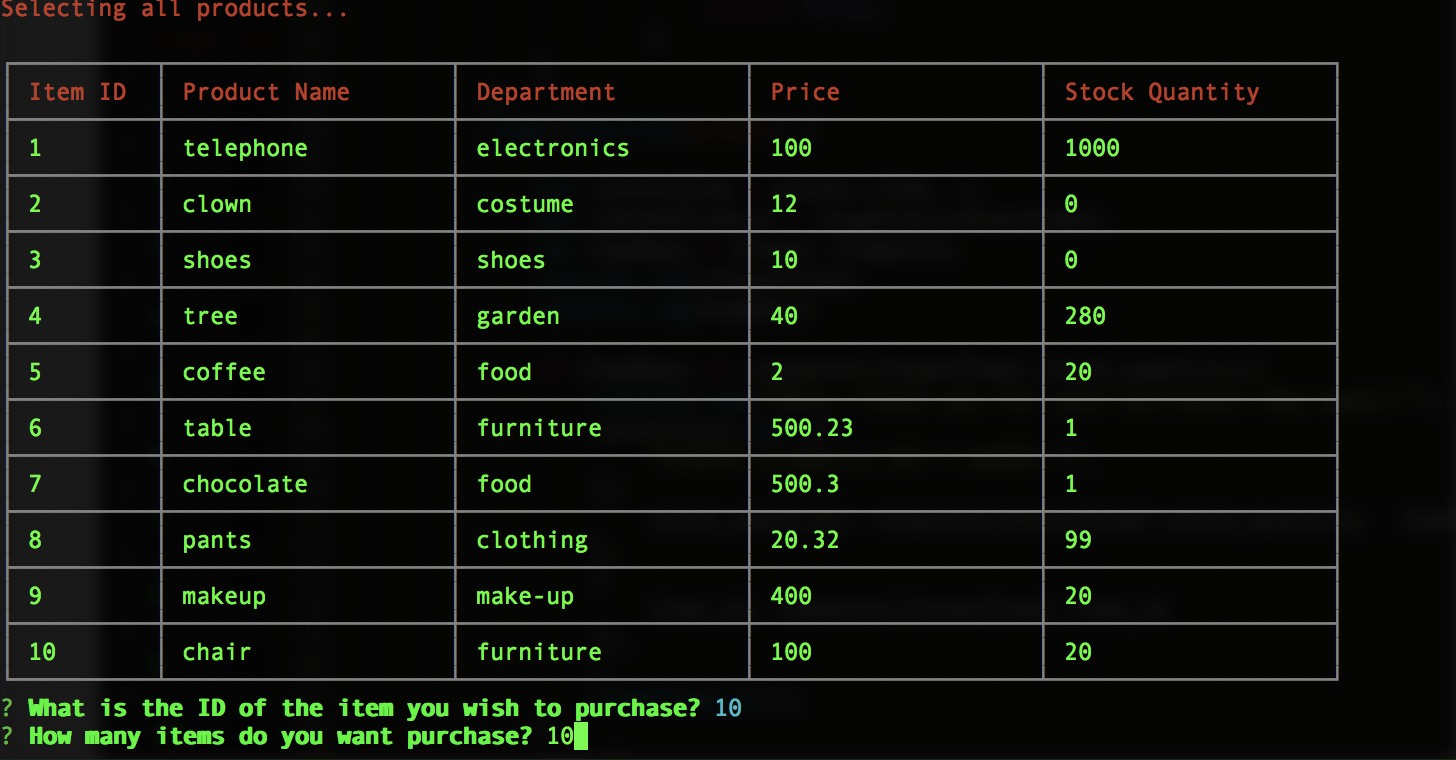 Selecting all products...
Item ID Product Name Department Price Stock Quantity
1 telephone electronics 100 1000
2 clown costume 12 0
3 shoes shoes 10 0
4 tree garden 40 280
5 coffee food 2 20
6 table furniture 500.23 1
7 chocolate food 500.3 1
8 pants clothing 20.32 99
9 makeup make-up 400 20
10 chair furniture 100 20
? What is the ID of the item you wish to purchase? 10
? How many items do you want purchase? 10